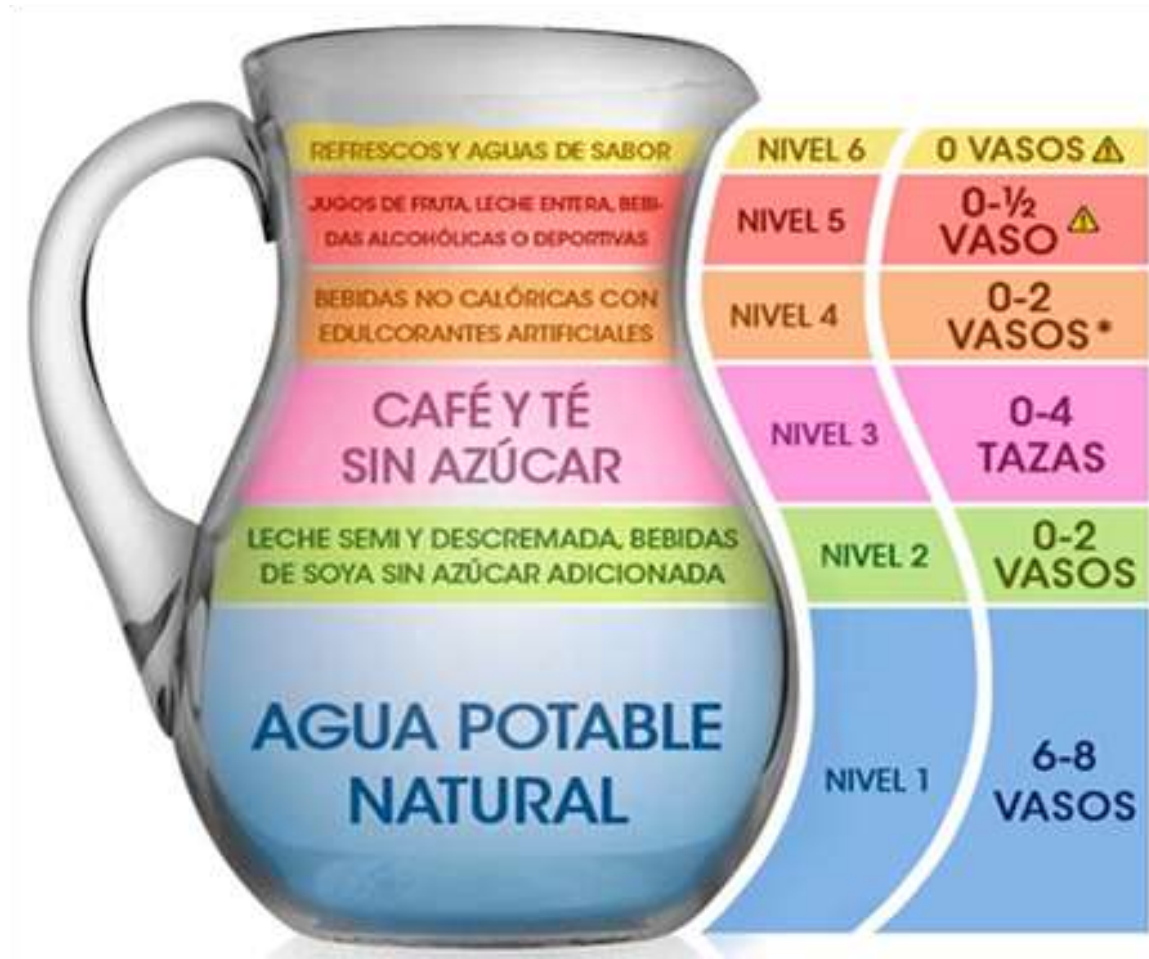 REFRESCOS Y AGUAS DE SABOR
NIVEL 6
0 VASOS
JUGOS DE FRUTA, LECHE ENTERA, BEBI-
DAS ALCOHÓLICAS O DEPORTIVAS
NIVEL 5
0-½
VASO
BEBIDAS NO CALÓRICAS CON
EDULCORANTES ARTIFICIALES
NIVEL 4
0-2
VASOS*
CAFÉ Y TÉ
SIN AZÚCAR
NIVEL 3
0-4
TAZAS
LECHE SEMI Y DESCREMADA, BEBIDAS
DE SOYA SIN AZÚCAR ADICIONADA
NIVEL 2
0-2
VASOS
AGUA POTABLE
NATURAL
NIVEL 1
6-8
VASOS